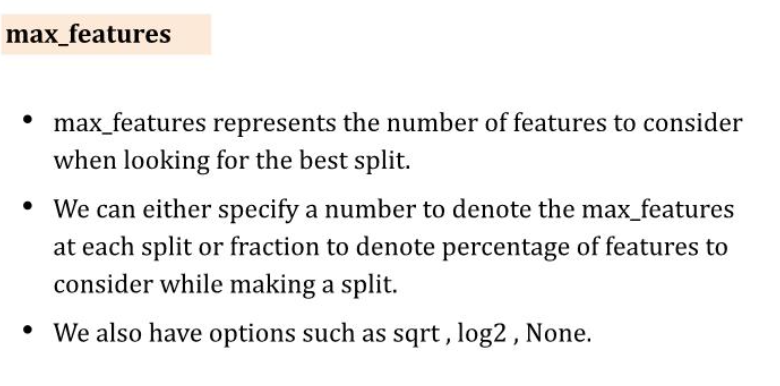 max_features
• max_features represents the number of features to consider
when looking for the best split.
• We can either specify a number to denote the max_features
at each split or fraction to denote percentage of features to
consider while making a split.
• We also have options such as sqrt , log2 , None.